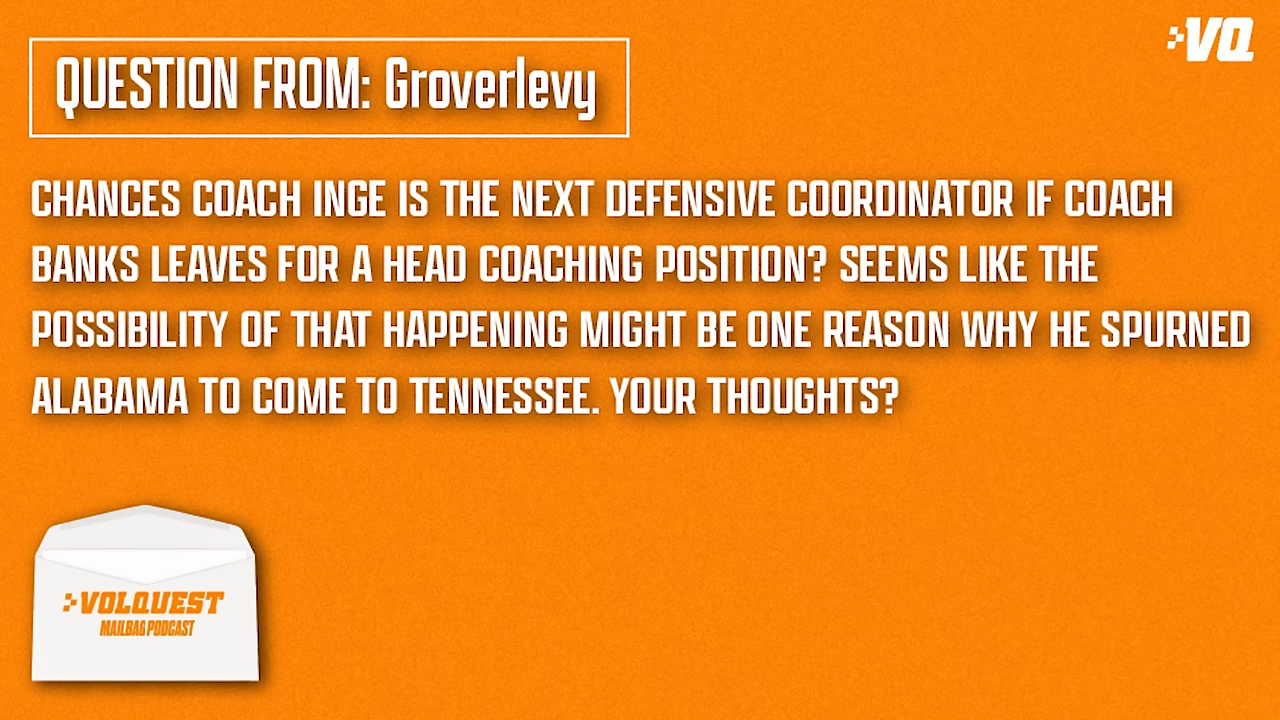 VQ
QUESTION FROM: Groverlevy
CHANCES COACH INGE IS THE NEXT DEFENSIVE COORDINATOR IF COACH
BANKS LEAVES FOR A HEAD COACHING POSITION? SEEMS LIKE THE
POSSIBILITY OF THAT HAPPENING MIGHT BE ONE REASON WHY HE SPURNED
ALABAMA TO COME TO TENNESSEE. YOUR THOUGHTS?
VOLQUEST
MAILBAG PODCAST